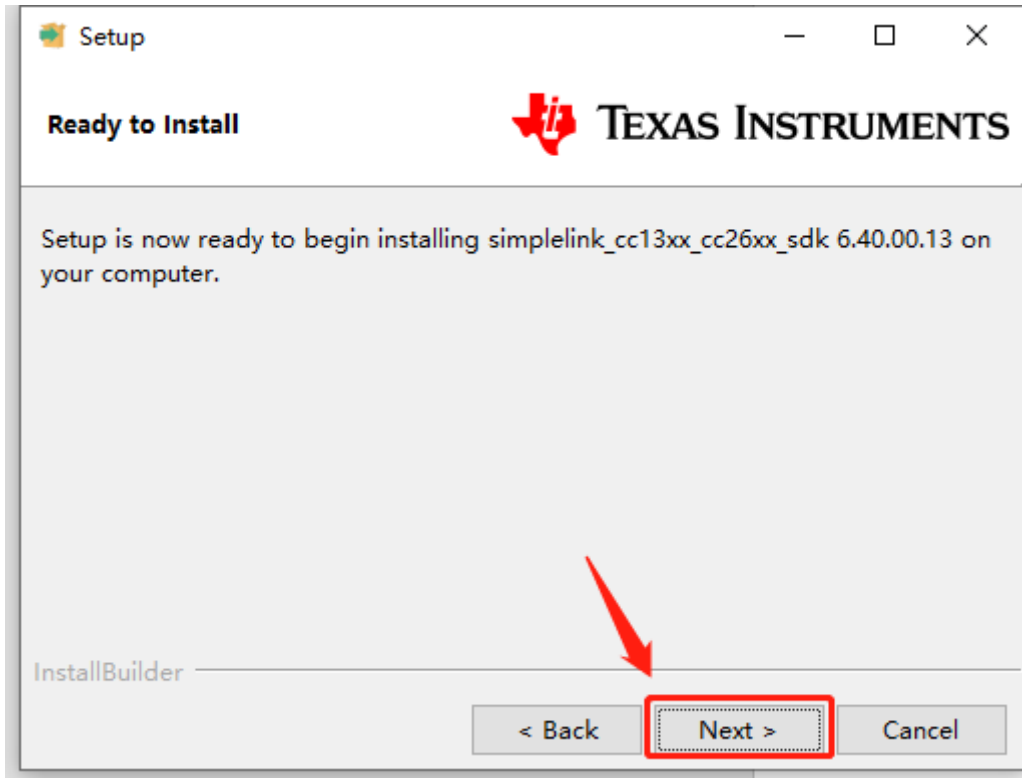 Setup
Ready to Install
TEXAS INSTRUMENTS
Setup is now ready to begin installing simplelink_cc13xx_cc26xx_sdk 6.40.00.13 on
your computer.
InstallBuilder
< Back
Next >
Cancel